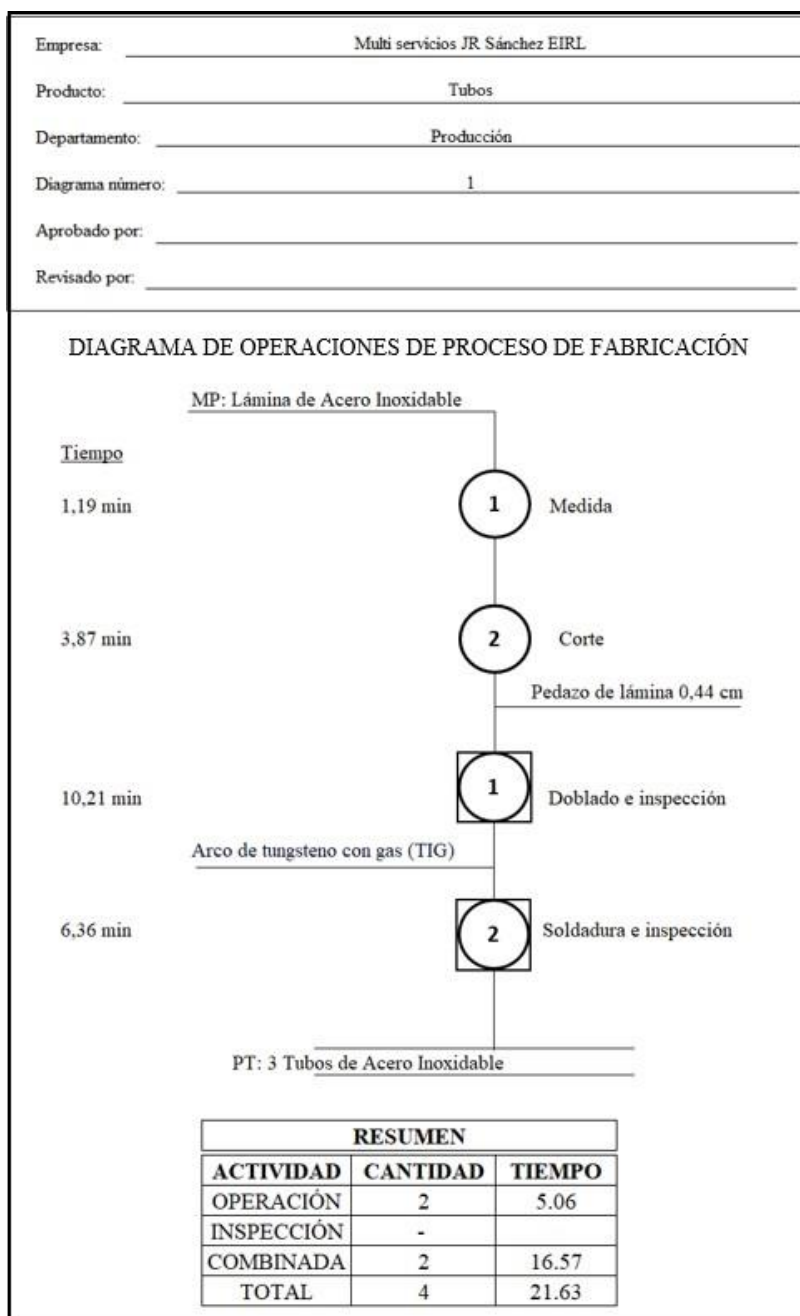 Empresa: Multi servicios JR Sánchez EIRL
Producto: Tubos
Departamento: Producción
Diagrama número: 1
Aprobado por:
Revisado por:
DIAGRAMA DE OPERACIONES DE PROCESO DE FABRICACIÓN
MP: Lámina de Acero Inoxidable
Tiempo
1,19 min 1 Medida
3,87 min 2 Corte
Pedazo de lámina 0,44 cm
10,21 min 1 Doblado e inspección
Arco de tungsteno con gas (TIG)
6,36 min 2 Soldadura e inspección
PT: 3 Tubos de Acero Inoxidable
RESUMEN
ACTIVIDAD CANTIDAD TIEMPO
OPERACIÓN 2 5.06
INSPECCIÓN -
COMBINADA 2 16.57
TOTAL 4 21.63